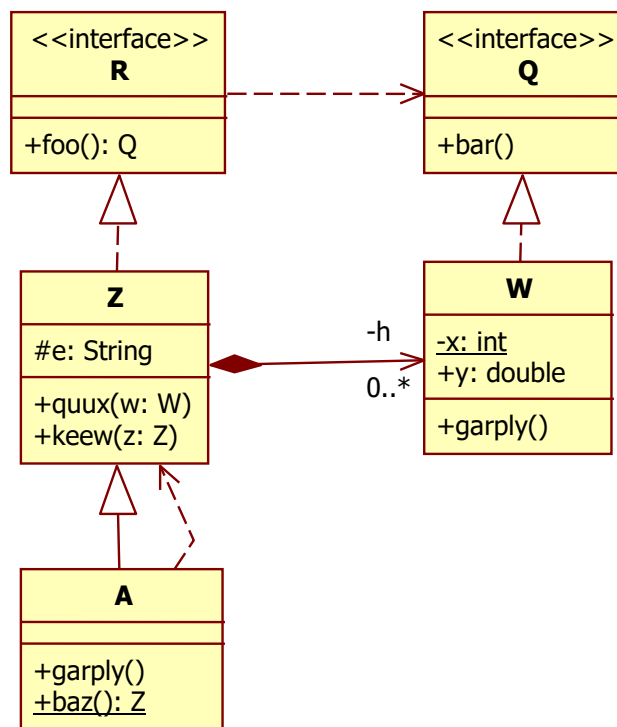 <<interface>>
R
+foo(): Q
<<interface>>
Q
+bar()
Z
#e: String
+quux(w: W)
+keew(z: Z)
-h
0..*
W
-x: int
+y: double
+garply()
A
+garply()
+baz(): Z